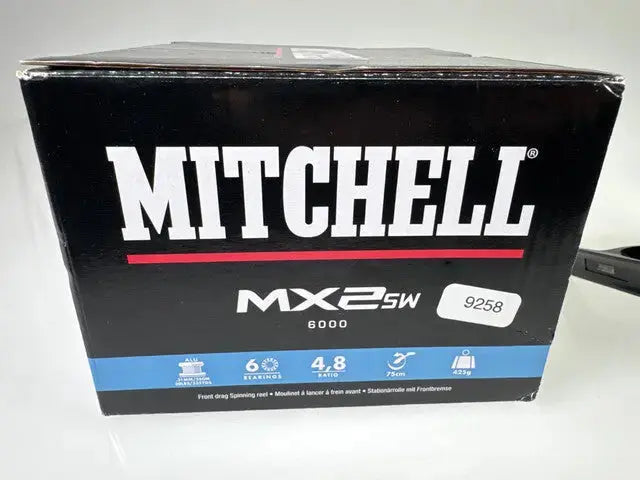 MITCHELL®
MX2SW
9258
6000
ALU
6
BEARINGS
4,8
RATIO
75cm
425g
Front drag Spinning reel • Moulinet à lancer à frein avant • Stationärrolle mit Frontbremse